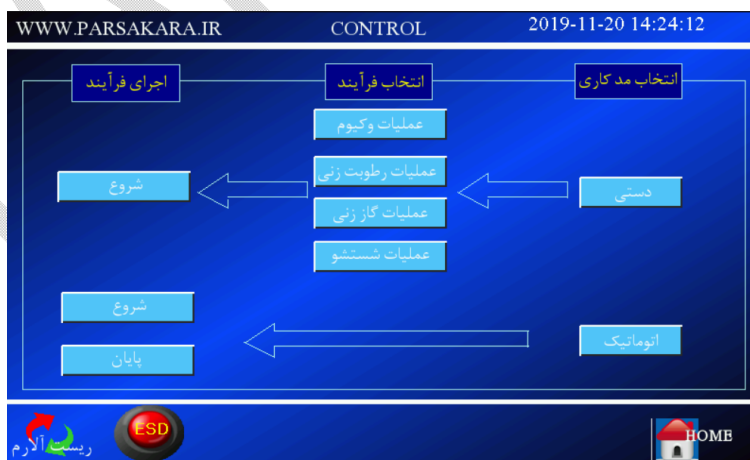 WWW.PARSAKARA.IR CONTROL 2019-11-20 14:24:12
انتخاب مد کاری
انتخاب فرآیند
اجرای فرآیند
دستی
عملیات وکیوم
عملیات رطوبت زنی
عملیات گاز زنی
عملیات شستشو
شروع
اتوماتیک
شروع
پایان
ریست آلارم
ESD
HOME